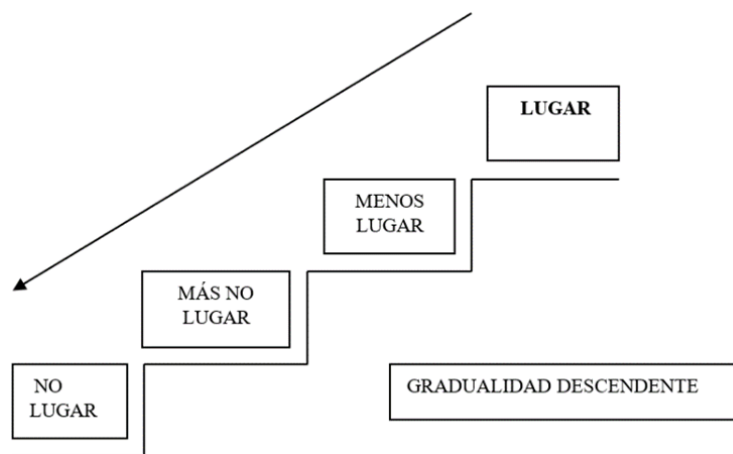 LUGAR
MENOS
LUGAR
MÁS NO
LUGAR
NO
LUGAR
GRADUALIDAD DESCENDENTE